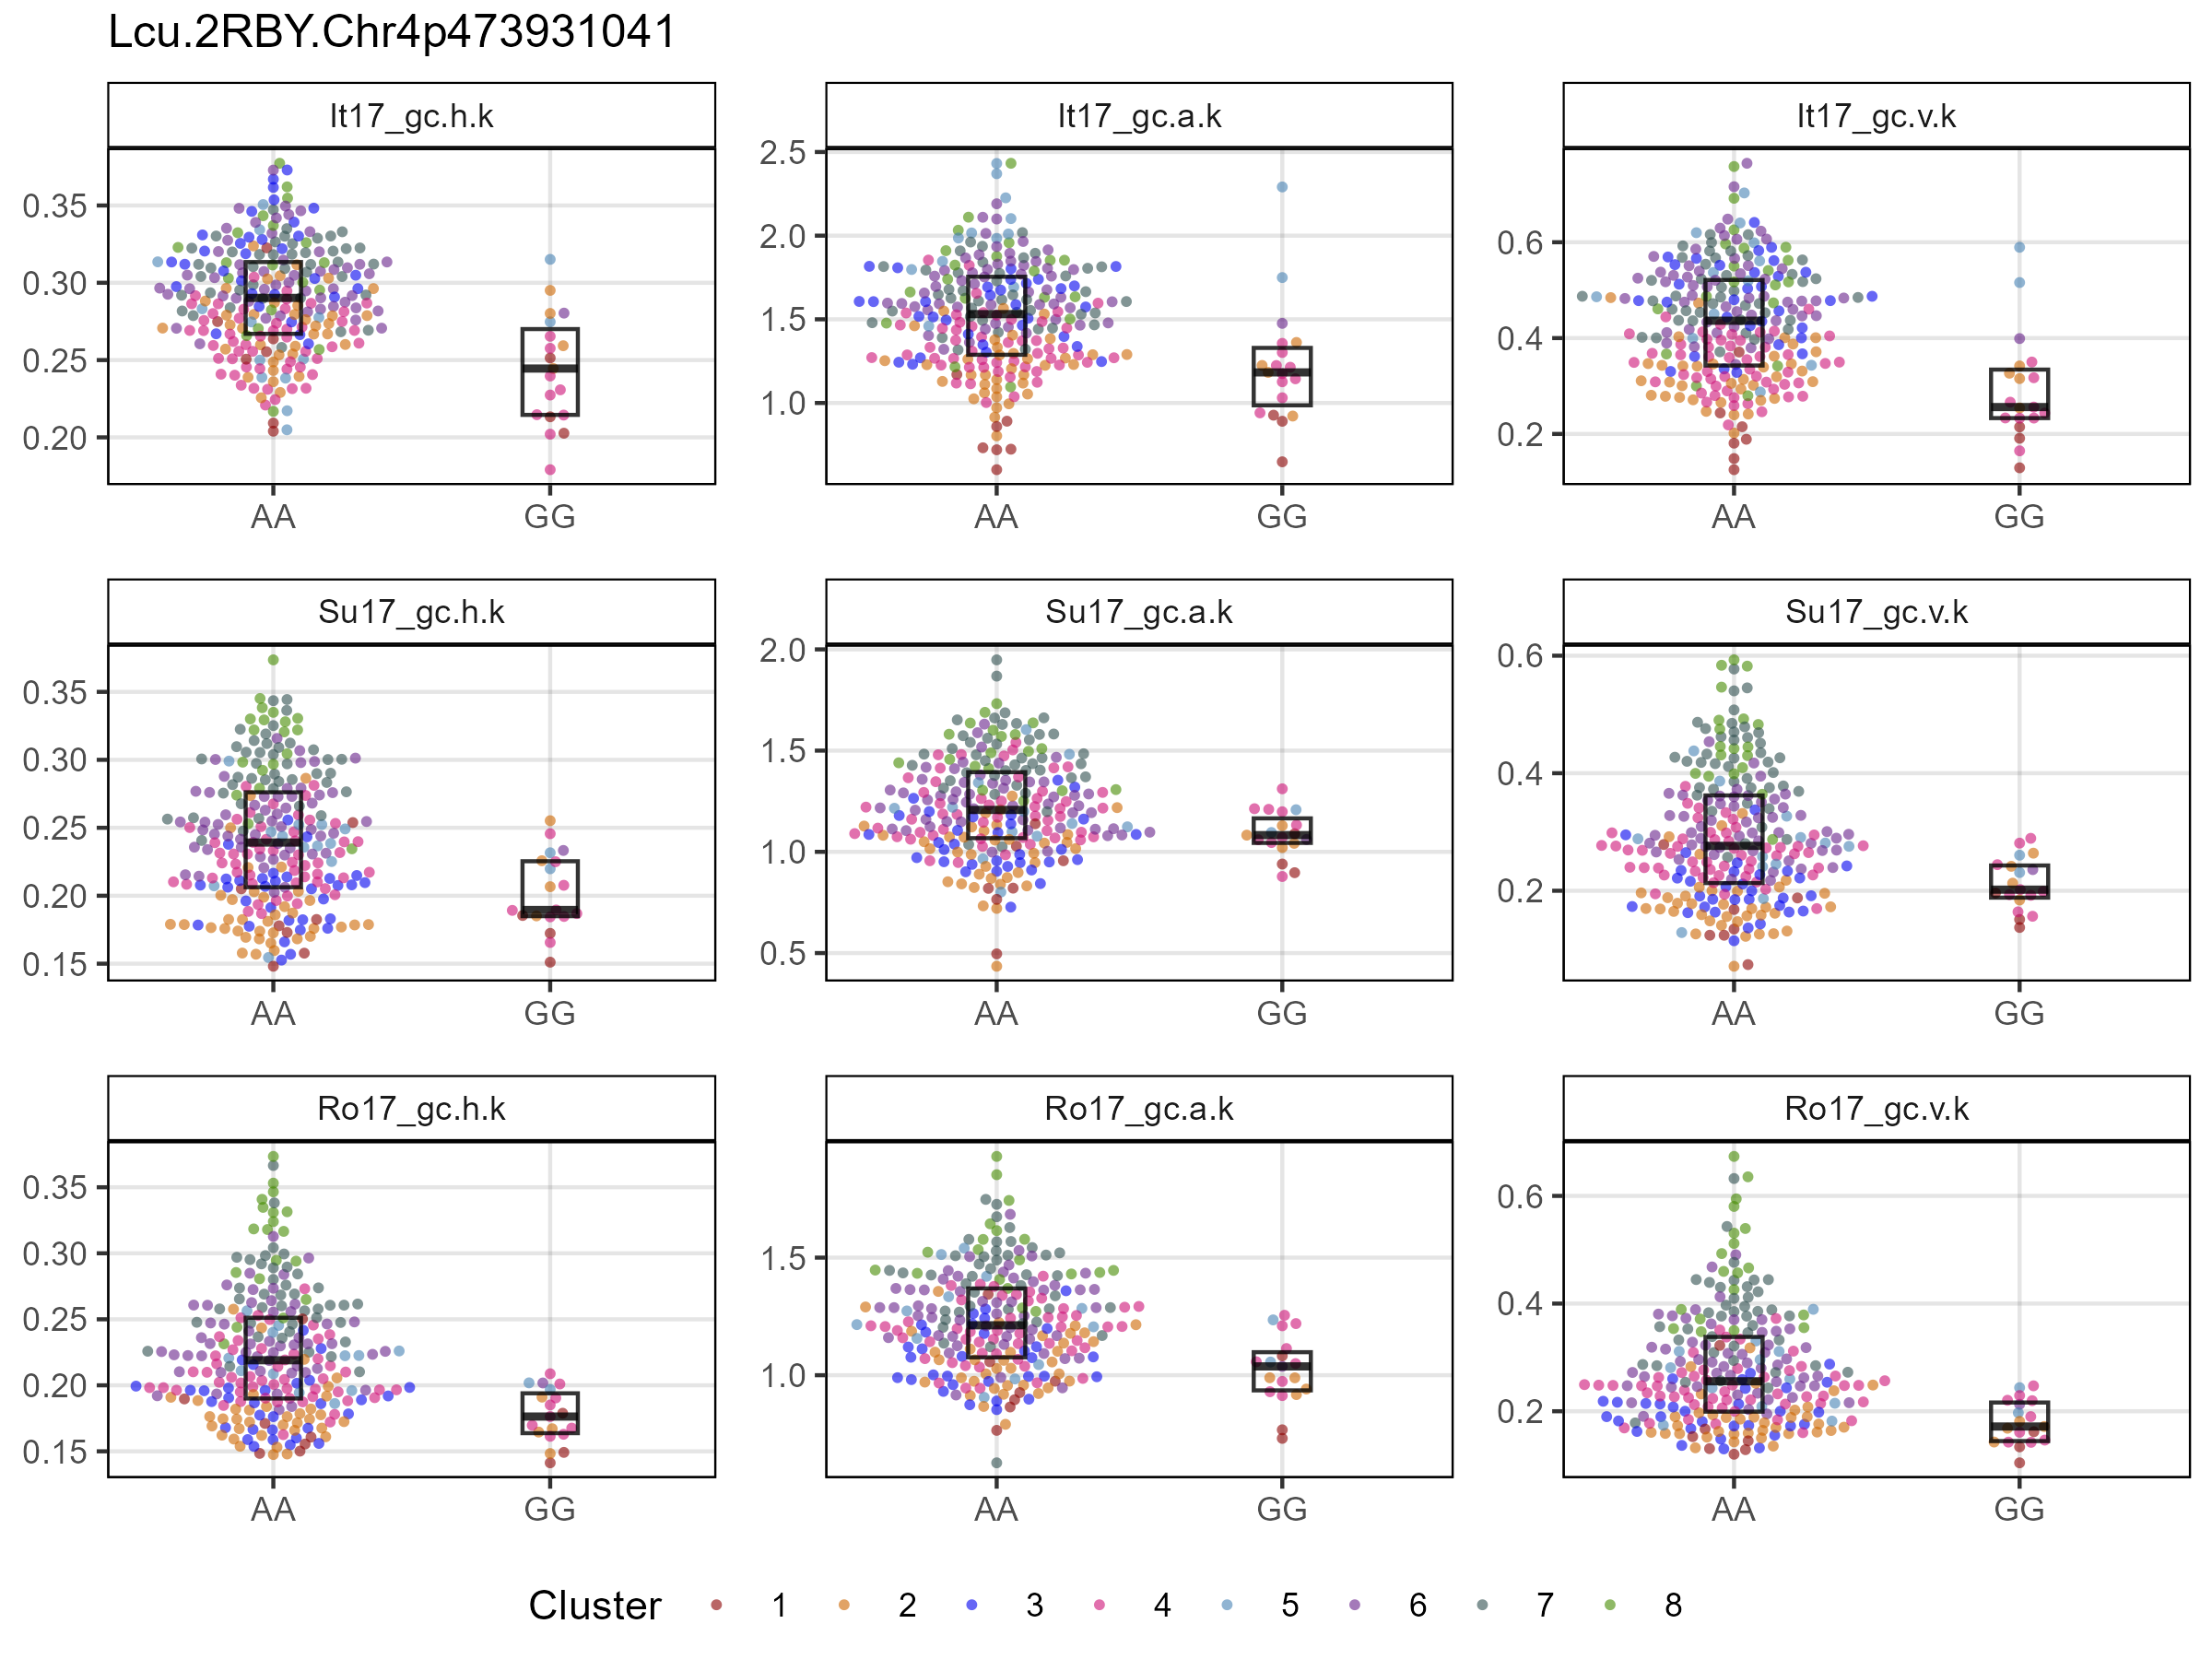 Lcu.2RBY.Chr4p473931041
It17_gc.h.k It17_gc.a.k It17_gc.v.k
0.35
0.30
0.25
0.20
AA GG
2.5
2.0
1.5
1.0
AA GG
0.6
0.4
0.2
AA GG
Su17_gc.h.k Su17_gc.a.k Su17_gc.v.k
0.35
0.30
0.25
0.20
0.15
AA GG
2.0
1.5
1.0
0.5
AA GG
0.6
0.4
0.2
AA GG
Ro17_gc.h.k Ro17_gc.a.k Ro17_gc.v.k
0.35
0.30
0.25
0.20
0.15
AA GG
1.5
1.0
AA GG
0.6
0.4
0.2
AA GG
Cluster 1 2 3 4 5 6 7 8